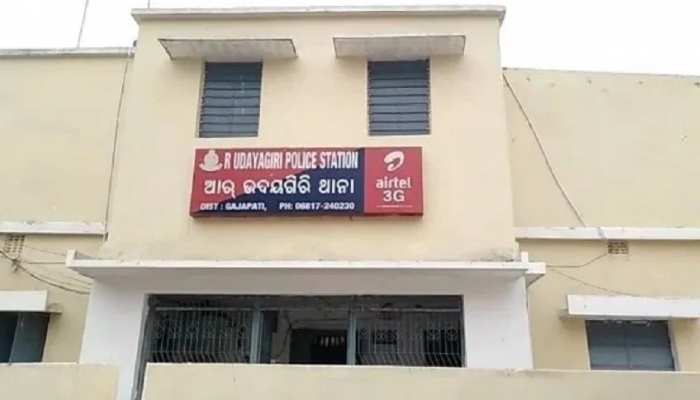 R UDAYAGIRI POLICE STATION
ଆର୍ ଉଦୟଗିରି ଥାନା
DIST : GAJAPATI, PH: 06817-240230
airtel
3G